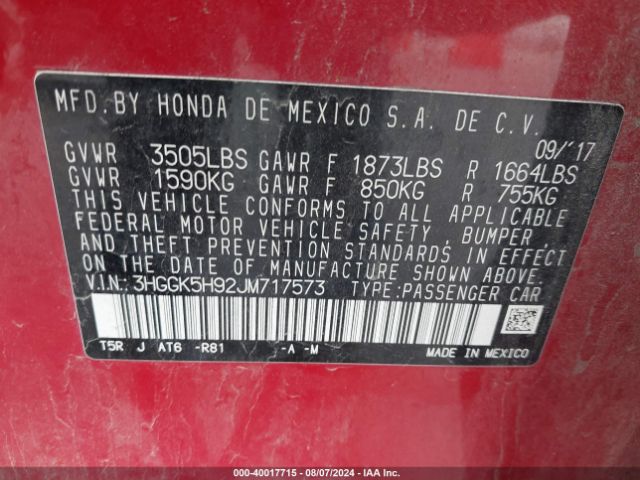 MFD. BY HONDA DE MEXICO S.A. DE C.V.
09/'17
GVWR 3505LBS GAWR F 1873LBS R 1664LBS
GVWR 1590KG GAWR F 850KG R 755KG
THIS VEHICLE CONFORMS TO ALL APPLICABLE
FEDERAL MOTOR VEHICLE SAFETY, BUMPER,
AND THEFT PREVENTION STANDARDS IN EFFECT
ON THE DATE OF MANUFACTURE SHOWN ABOVE.
V.I.N.: 3HGGK5H92JM717573 TYPE:PASSENGER CAR
T5R J AT6 -R81 -A -M MADE IN MEXICO
000-40017715 - 08/07/2024 - IAA Inc.